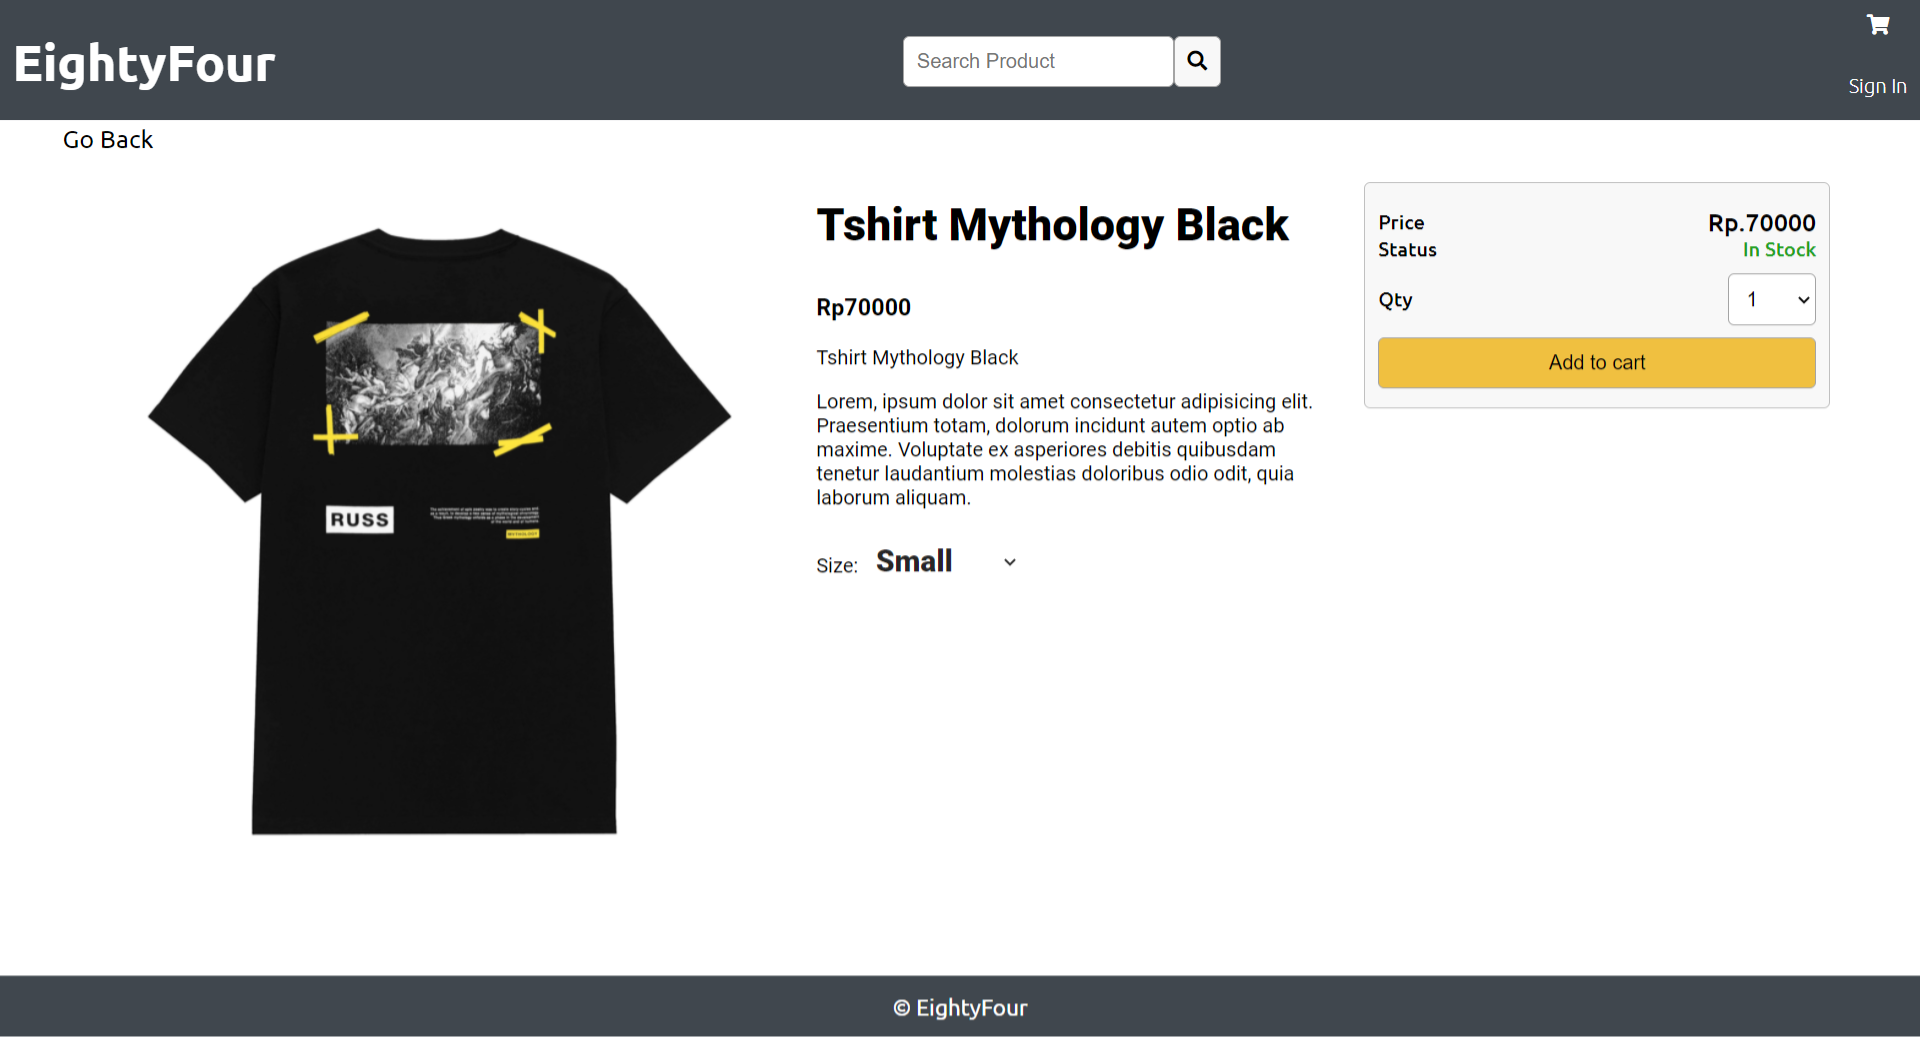 EightyFour
Search Product
Sign In
Go Back
RUSS
MYTHOLOGY
Tshirt Mythology Black
Rp70000
Tshirt Mythology Black
Lorem, ipsum dolor sit amet consectetur adipisicing elit.
Praesentium totam, dolorum incidunt autem optio ab
maxime. Voluptate ex asperiores debitis quibusdam
tenetur laudantium molestias doloribus odio odit, quia
laborum aliquam.
Size: Small
Price Rp.70000
Status In Stock
Qty 1
Add to cart
© EightyFour